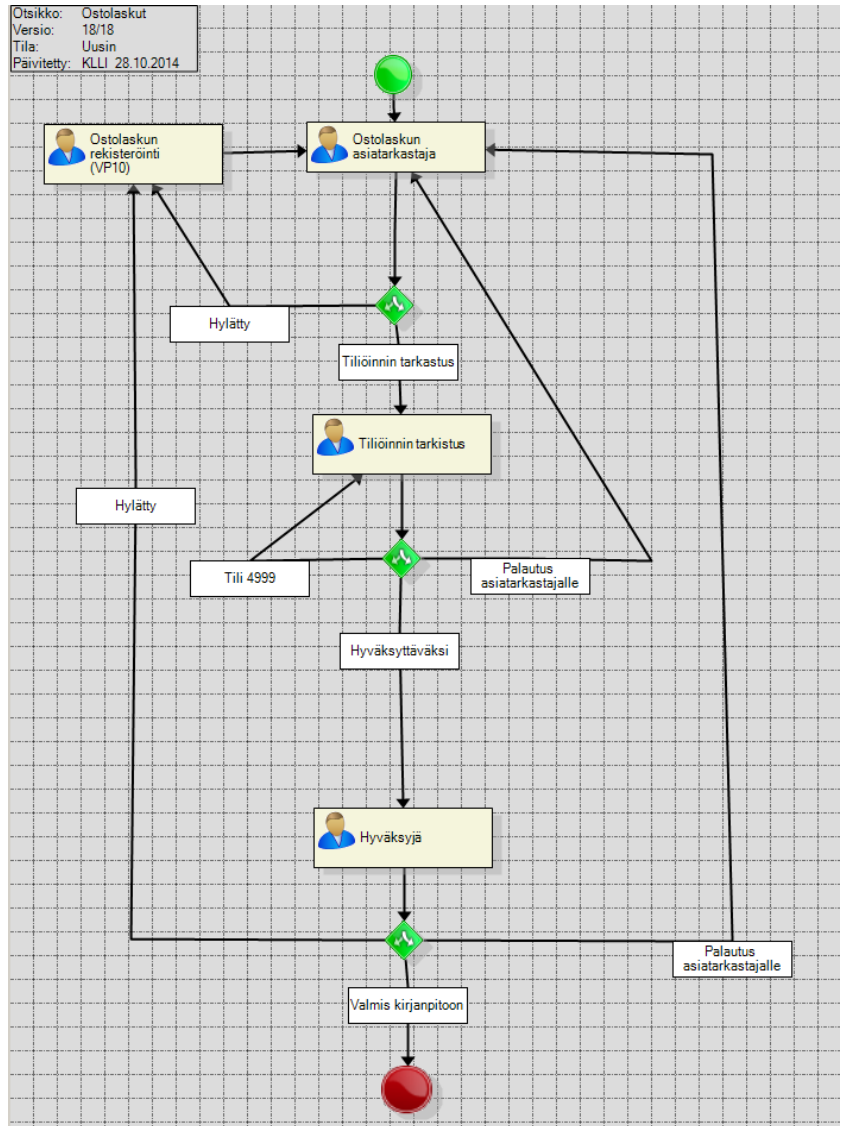 Otsikko: Ostolaskut
Versio: 18/18
Tila: Uusin
Päivitetty: KLLI 28.10.2014
Ostolaskun
rekisteröinti
(VP10)
Ostolaskun
asiatarkastaja
Hylätty
Tiliöinnin tarkastus
Tiliöinnin tarkistus
Hylätty
Tili 4999
Palautus
asiatarkastajalle
Hyväksyttäväksi
Hyväksyjä
Palautus
asiatarkastajalle
Valmis kirjanpitoon